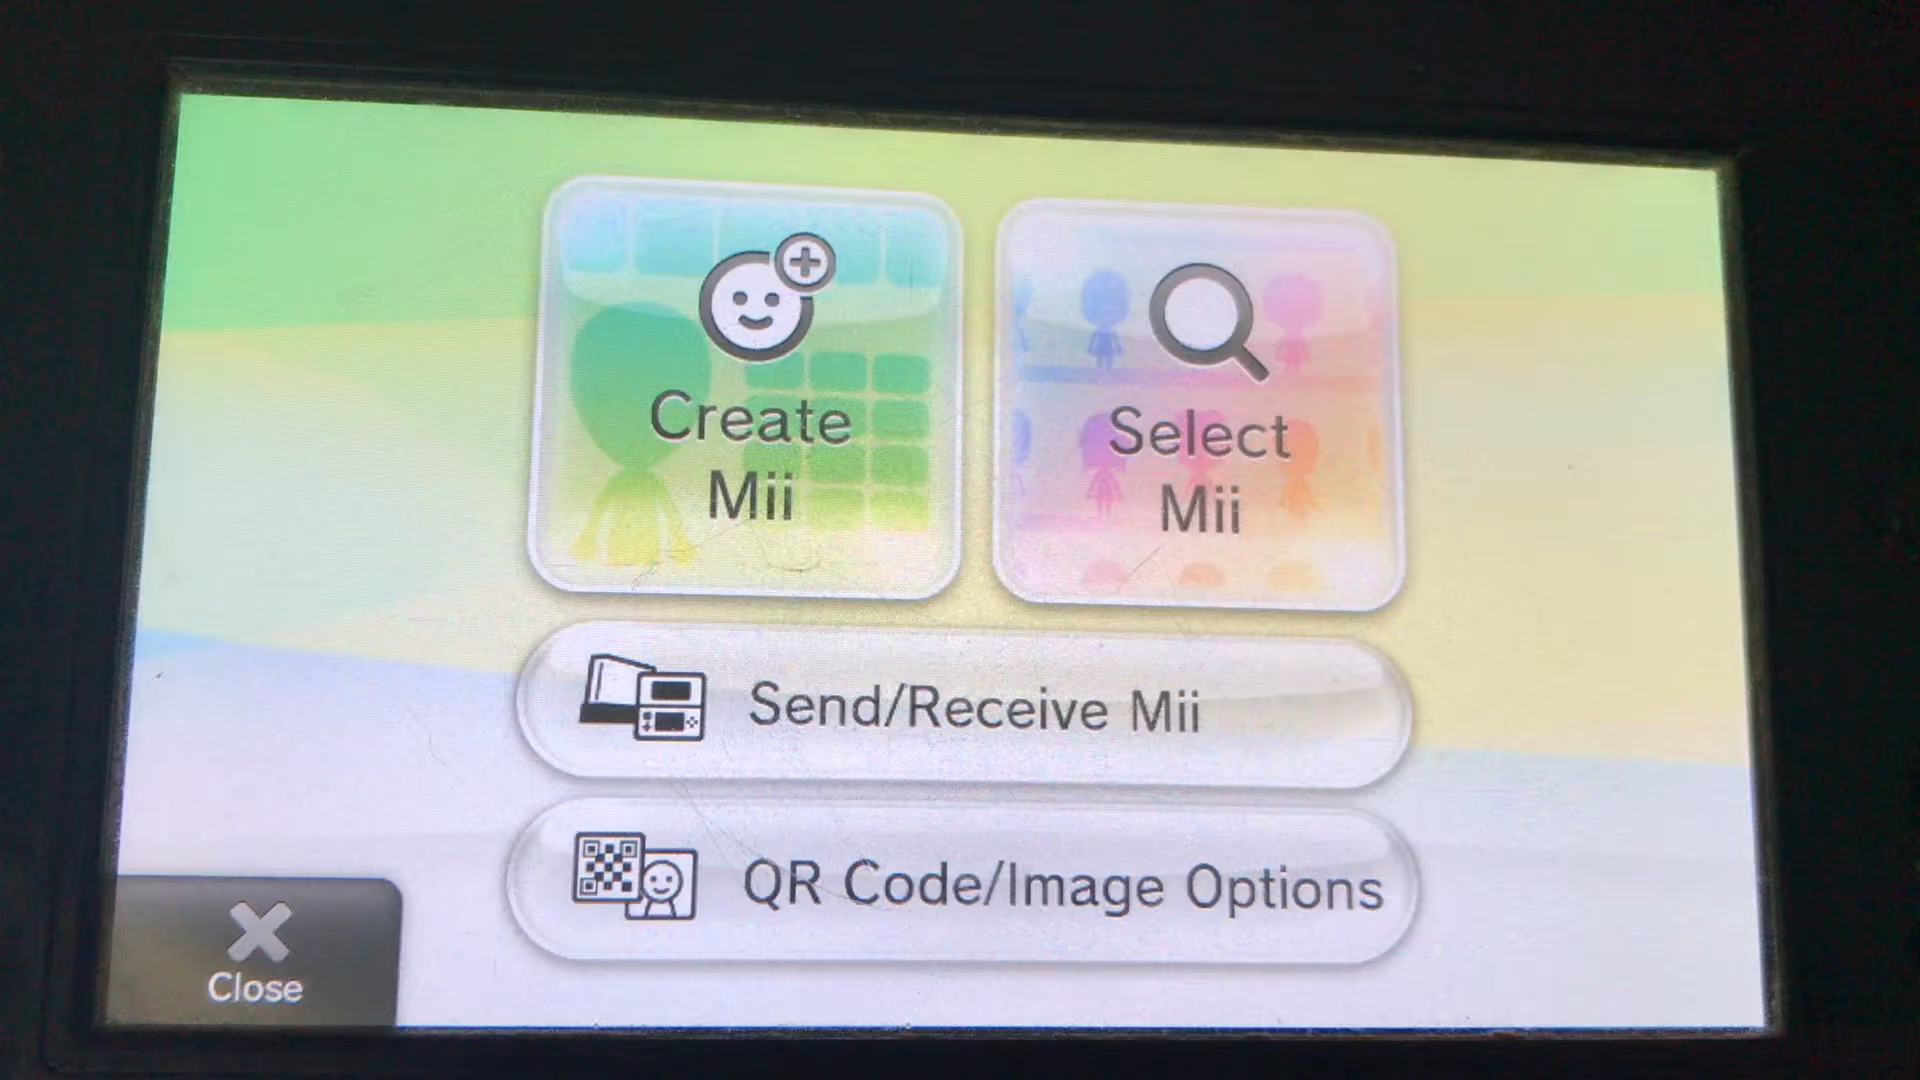 Create
Mii
Select
Mii
Send/Receive Mii
QR Code/Image Options
Close